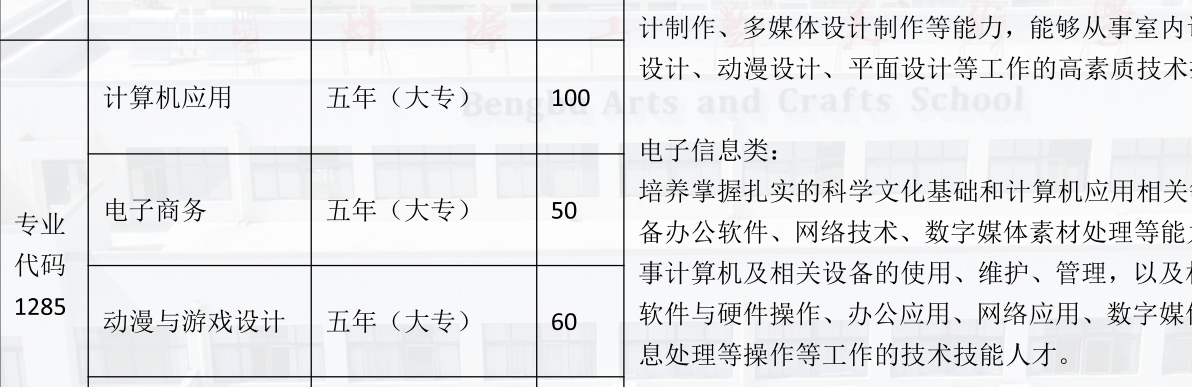 计制作、多媒体设计制作等能力，能够从事室内
设计、动漫设计、平面设计等工作的高素质技术
计算机应用
五年（大专）
100
Bengbu Arts and Crafts School
电子信息类：
培养掌握扎实的科学文化基础和计算机应用相关
电子商务
五年（大专）
50
专业
代码
1285
备办公软件、网络技术、数字媒体素材处理等能
事计算机及相关设备的使用、维护、管理，以及
动漫与游戏设计
五年（大专）
60
软件与硬件操作、办公应用、网络应用、数字媒
息处理等操作等工作的技术技能人才。